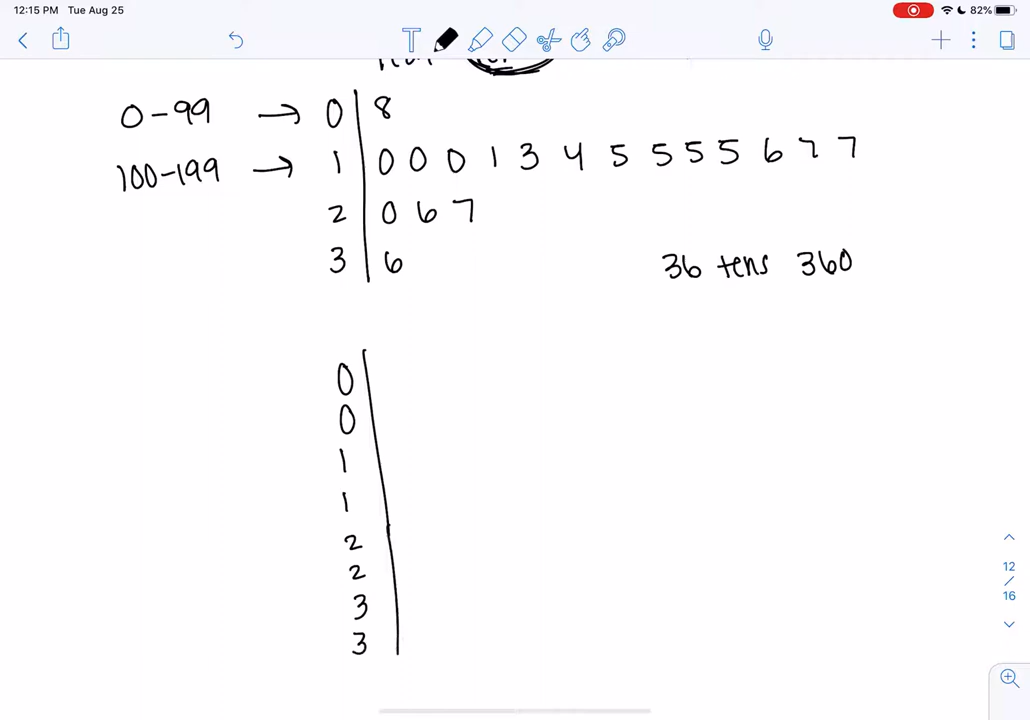 12:15 PM Tue Aug 25 82%
T
0-99 → 0 | 8
100-199 → 1 | 0 0 0 1 3 4 5 5 5 5 6 7 7
2 | 0 6 7
3 | 6 36 tens 360
0
0
1
1
2
2
3
3
12
/
16